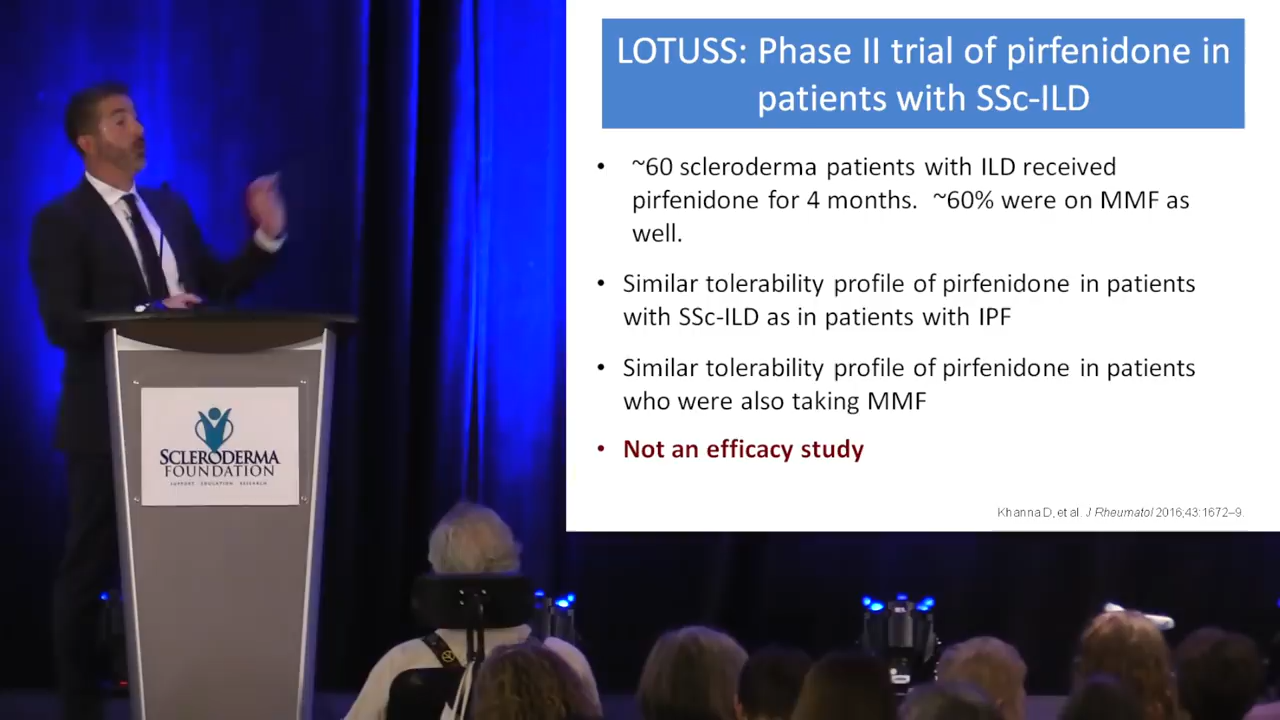 LOTUSS: Phase II trial of pirfenidone in
patients with SSc-ILD
• ~60 scleroderma patients with ILD received
pirfenidone for 4 months. ~60% were on MMF as
well.
• Similar tolerability profile of pirfenidone in patients
with SSc-ILD as in patients with IPF
• Similar tolerability profile of pirfenidone in patients
who were also taking MMF
• Not an efficacy study
Khanna D, et al. J Rheumatol 2016;43:1672–9.
SCLERODERMA
FOUNDATION
SUPPORT · EDUCATION · RESEARCH